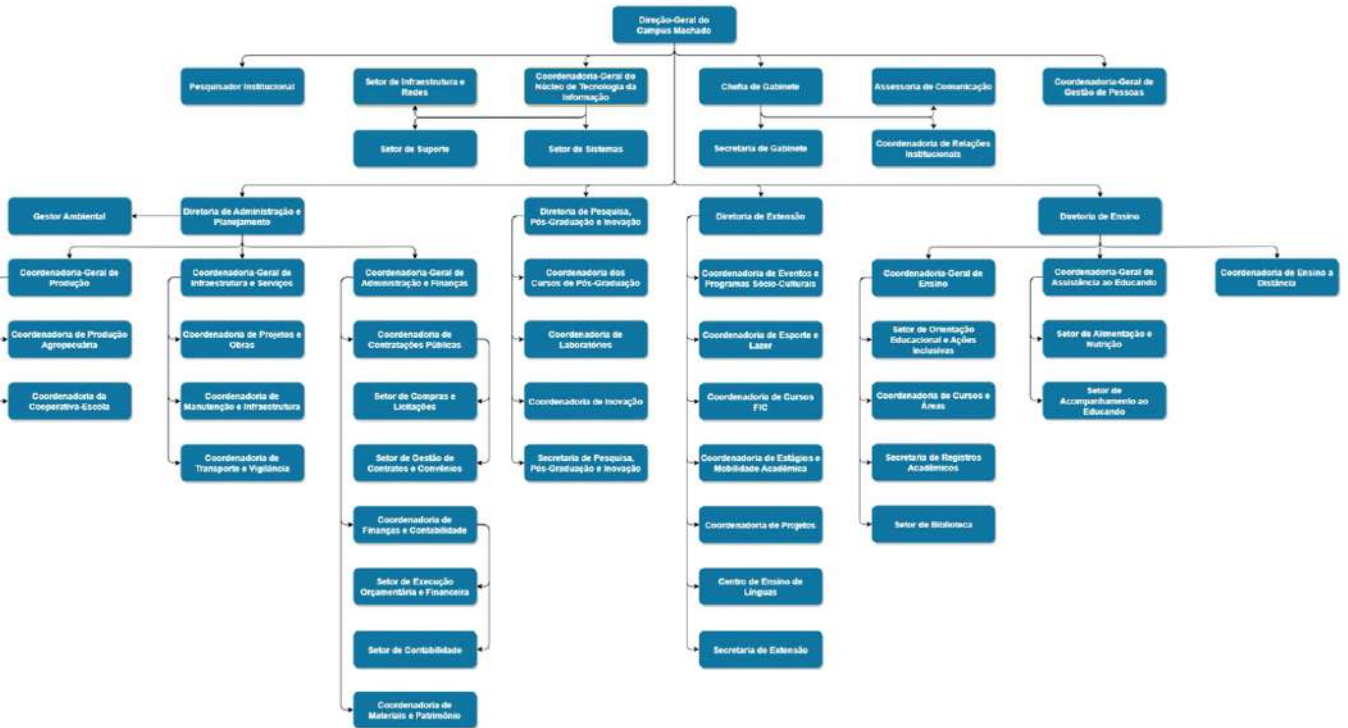 Direção-Geral do
Campus Machado
Pesquisador Institucional
Setor de Infraestrutura e
Redes
Coordenadoria-Geral do
Núcleo de Tecnologia da
Informação
Chefia de Gabinete
Assessoria de Comunicação
Coordenadoria-Geral de
Gestão de Pessoas
Setor de Suporte
Setor de Sistemas
Secretaria de Gabinete
Coordenadoria de Relações
Institucionais
Gestor Ambiental
Diretoria de Administração e
Planejamento
Diretoria de Pesquisa,
Pós-Graduação e Inovação
Diretoria de Extensão
Diretoria de Ensino
Coordenadoria-Geral de
Produção
Coordenadoria-Geral de
Infraestrutura e Serviços
Coordenadoria-Geral de
Administração e Finanças
Coordenadoria dos
Cursos de Pós-Graduação
Coordenadoria de Eventos e
Programas Sócio-Culturais
Coordenadoria-Geral de
Ensino
Coordenadoria-Geral de
Assistência ao Educando
Coordenadoria de Ensino a
Distância
Coordenadoria de Produção
Agropecuária
Coordenadoria de Projetos e
Obras
Coordenadoria de
Contratações Públicas
Coordenadoria de
Laboratórios
Coordenadoria de Esporte e
Lazer
Setor de Orientação
Educacional e Ações
Inclusivas
Setor de Alimentação e
Nutrição
Coordenadoria da
Cooperativa-Escola
Coordenadoria de
Manutenção e Infraestrutura
Setor de Compras e
Licitações
Coordenadoria de Inovação
Coordenadoria de Cursos
FIC
Coordenadoria de Cursos e
Áreas
Setor de
Acompanhamento ao
Educando
Coordenadoria de
Transporte e Vigilância
Setor de Gestão de
Contratos e Convênios
Secretaria de Pesquisa,
Pós-Graduação e Inovação
Coordenadoria de Estágios e
Mobilidade Acadêmica
Secretaria de Registros
Acadêmicos
Coordenadoria de
Finanças e Contabilidade
Coordenadoria de Projetos
Setor de Biblioteca
Setor de Execução
Orçamentária e Financeira
Centro de Ensino de
Línguas
Setor de Contabilidade
Secretaria de Extensão
Coordenadoria de
Materiais e Patrimônio